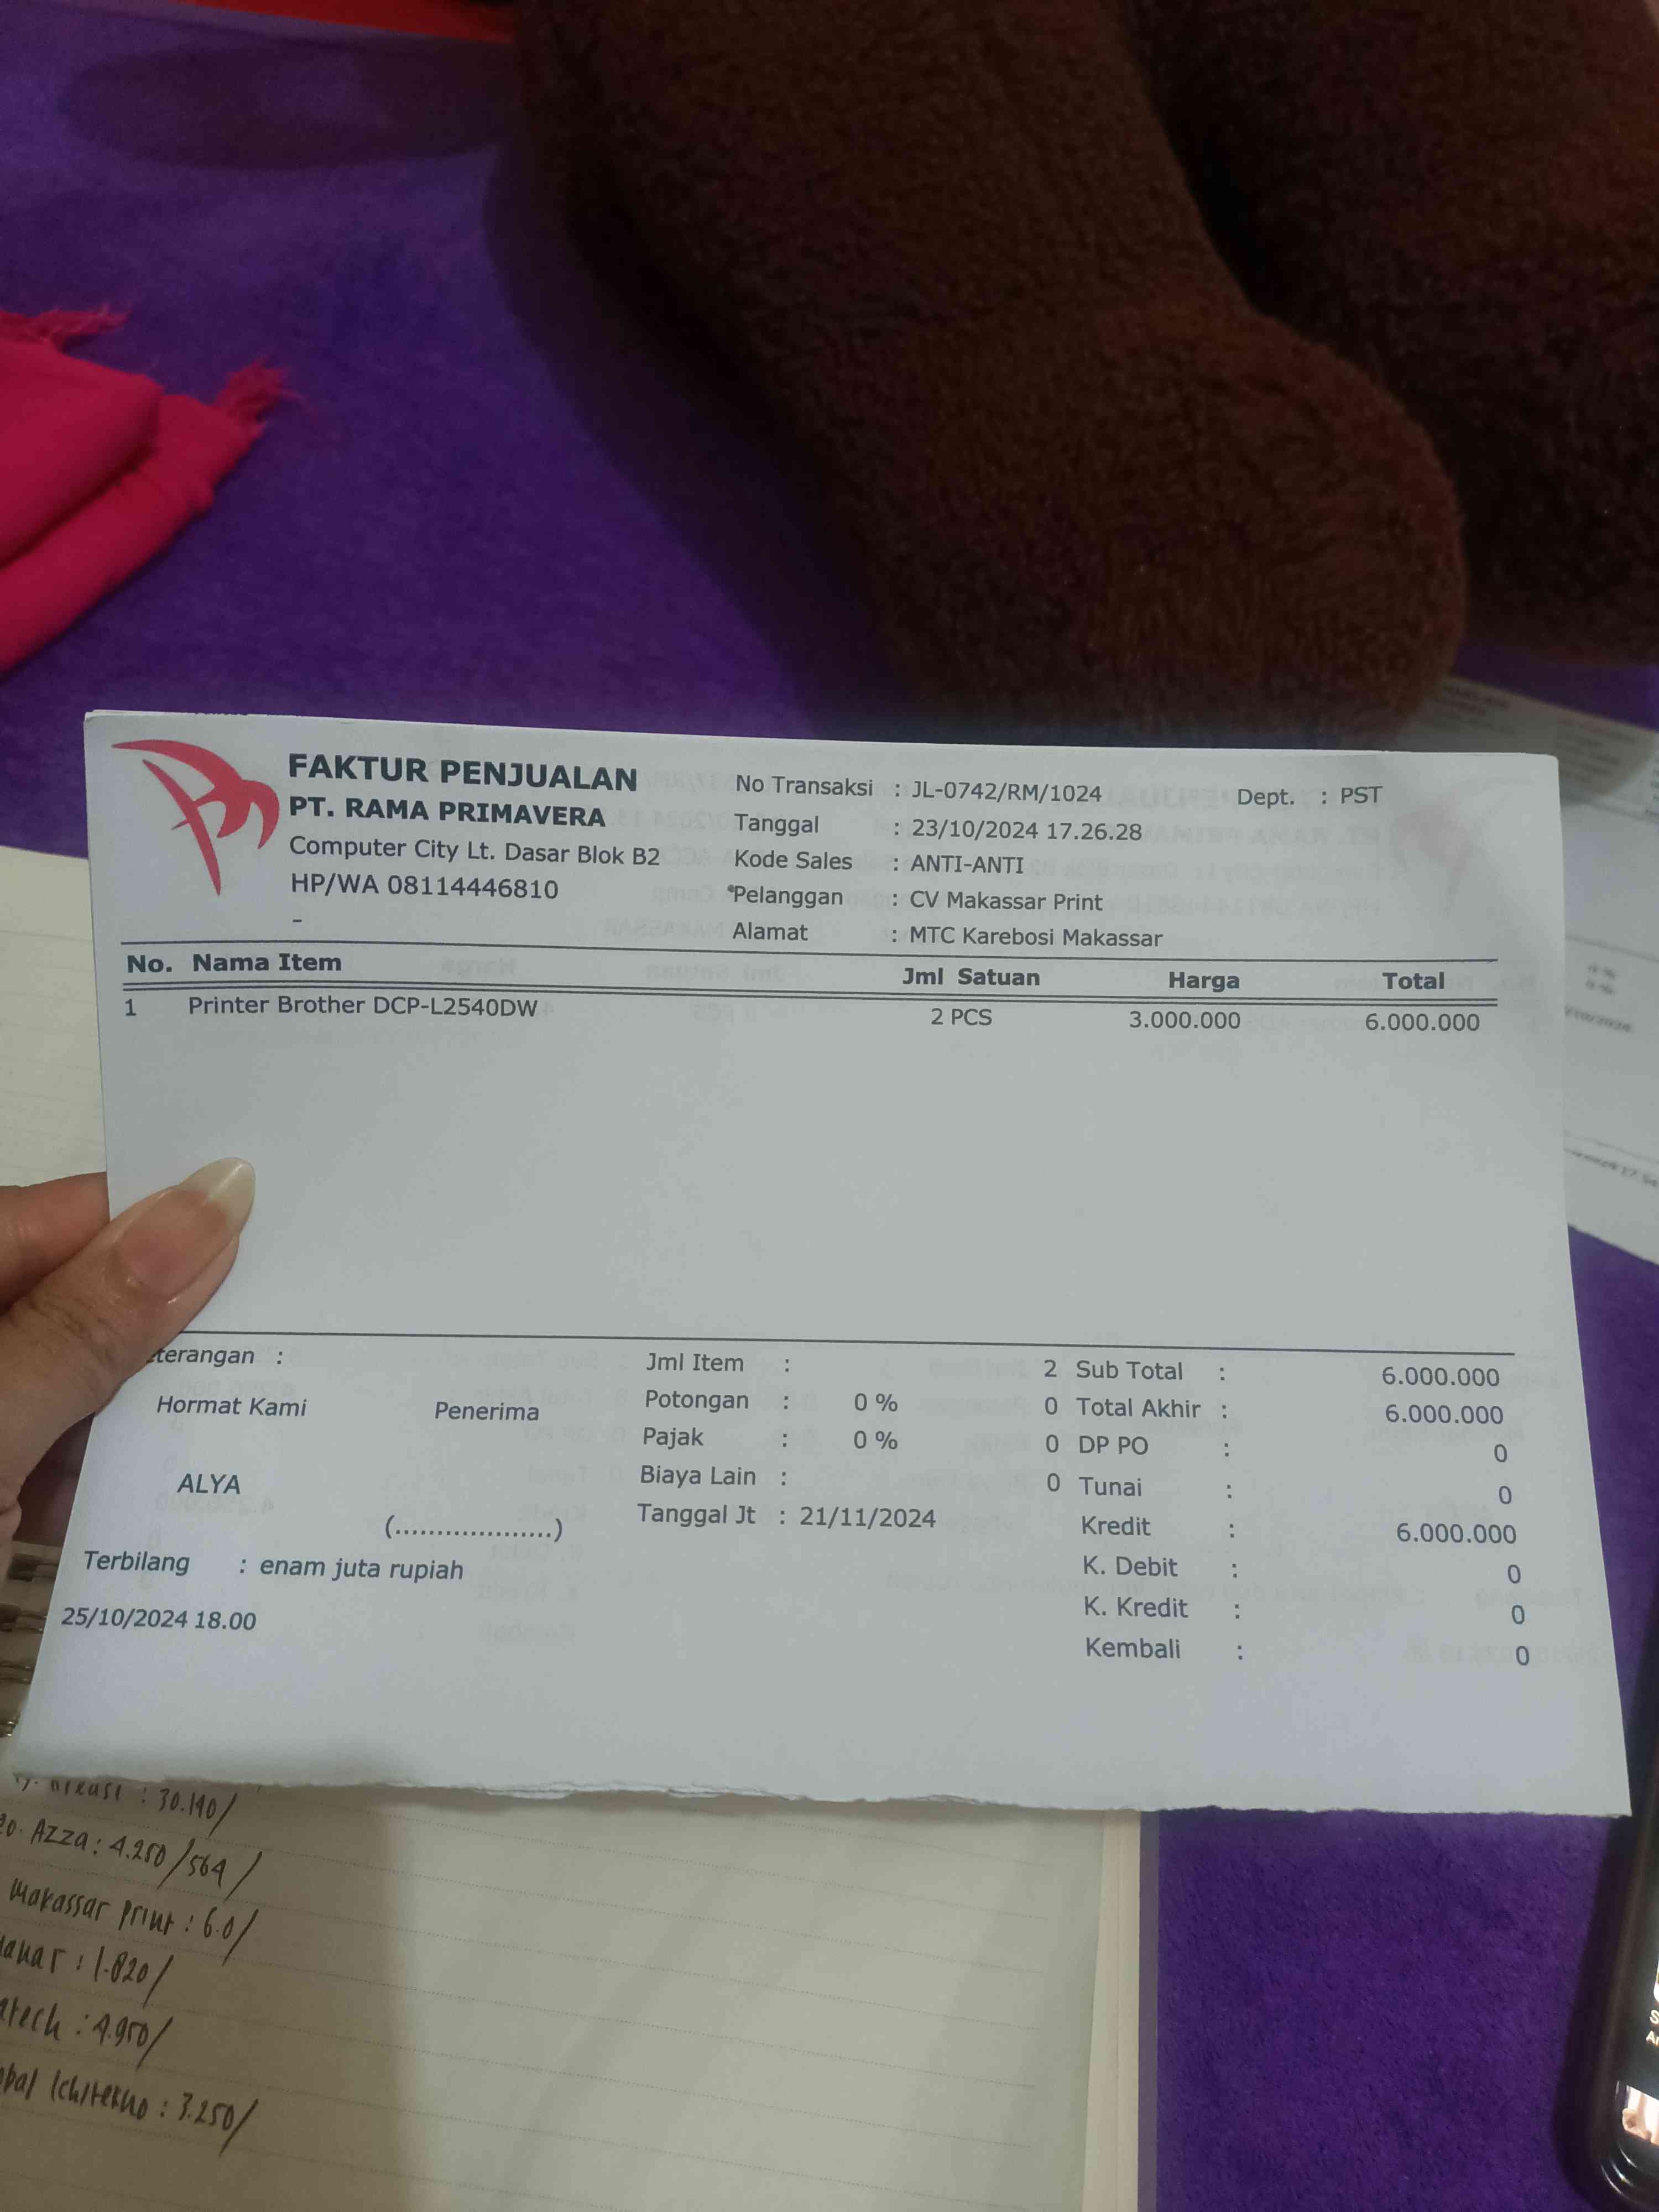 FAKTUR PENJUALAN
PT. RAMA PRIMAVERA
Computer City Lt. Dasar Blok B2
HP/WA 08114446810
-
No Transaksi : JL-0742/RM/1024 Dept. : PST
Tanggal : 23/10/2024 17.26.28
Kode Sales : ANTI-ANTI
Pelanggan : CV Makassar Print
Alamat : MTC Karebosi Makassar
No. Nama Item Jml Satuan Harga Total
1 Printer Brother DCP-L2540DW 2 PCS 3.000.000 6.000.000
terangan :
Hormat Kami Penerima
ALYA
(....................)
Terbilang : enam juta rupiah
25/10/2024 18.00
Jml Item : 2
Potongan : 0 % 0
Pajak : 0 % 0
Biaya Lain : 0
Tanggal Jt : 21/11/2024
Sub Total : 6.000.000
Total Akhir : 6.000.000
DP PO : 0
Tunai : 0
Kredit : 6.000.000
K. Debit : 0
K. Kredit : 0
Kembali : 0
: 30.140/
20. Azza : 4.250/564/
Makassar print : 6.0/
: 1.820/
atech : 4.950/
: 3.250/